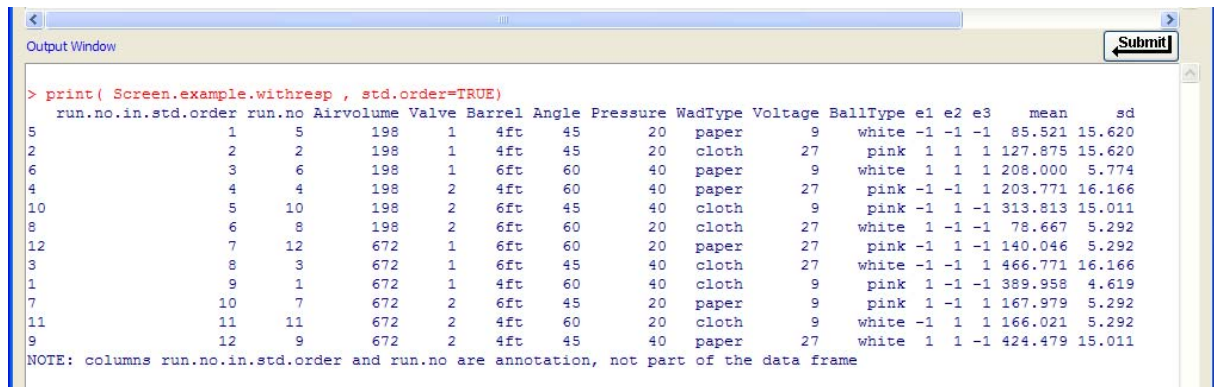 Output Window
Submit
> print( Screen.example.withresp , std.order=TRUE)
run.no.in.std.order run.no Airvolume Valve Barrel Angle Pressure WadType Voltage BallType e1 e2 e3 mean sd
5 1 5 198 1 4ft 45 20 paper 9 white -1 -1 -1 85.521 15.620
2 2 2 198 1 4ft 45 20 cloth 27 pink 1 1 1 127.875 15.620
6 3 6 198 1 6ft 60 40 paper 9 white 1 1 1 208.000 5.774
4 4 4 198 2 4ft 60 40 paper 27 pink -1 -1 1 203.771 16.166
10 5 10 198 2 6ft 45 40 cloth 9 pink -1 1 -1 313.813 15.011
8 6 8 198 2 6ft 60 20 cloth 27 white 1 -1 -1 78.667 5.292
12 7 12 672 1 6ft 60 20 paper 27 pink -1 1 -1 140.046 5.292
3 8 3 672 1 6ft 45 40 cloth 27 white -1 -1 1 466.771 16.166
1 9 1 672 1 4ft 60 40 cloth 9 pink 1 -1 -1 389.958 4.619
7 10 7 672 2 6ft 45 20 paper 9 pink 1 -1 1 167.979 5.292
11 11 11 672 2 4ft 60 20 cloth 9 white -1 1 1 166.021 5.292
9 12 9 672 2 4ft 45 40 paper 27 white 1 1 -1 424.479 15.011
NOTE: columns run.no.in.std.order and run.no are annotation, not part of the data frame